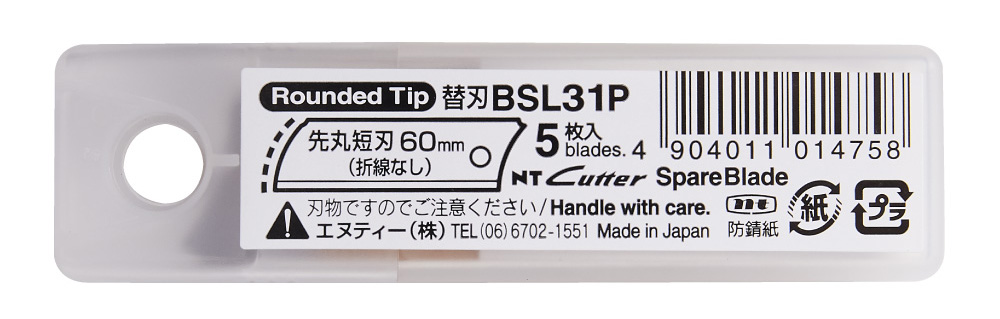 Rounded Tip 替刃BSL31P
先丸短刃 60mm
(折線なし)
5枚入
blades.
4 904011 014758
NT Cutter SpareBlade
刃物ですのでご注意ください/Handle with care.
エヌティー(株) TEL(06)6702-1551 Made in Japan
nt
防錆紙
紙
プラ